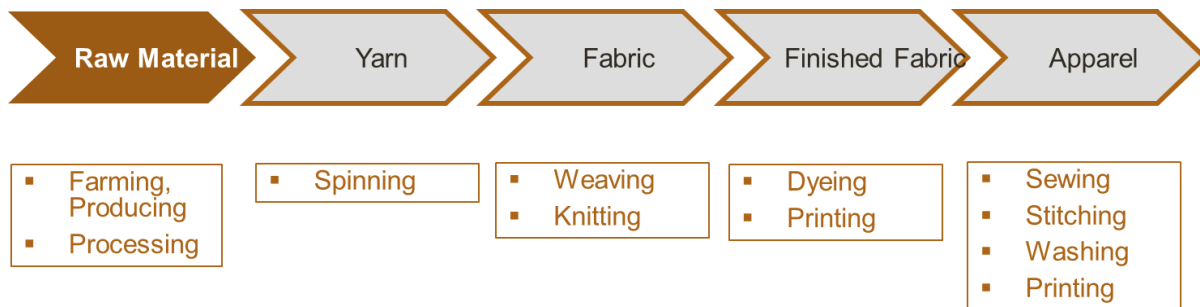 Raw Material
Yarn
Fabric
Finished Fabric
Apparel
▪ Farming,
Producing
▪ Processing
▪ Spinning
▪ Weaving
▪ Knitting
▪ Dyeing
▪ Printing
▪ Sewing
▪ Stitching
▪ Washing
▪ Printing